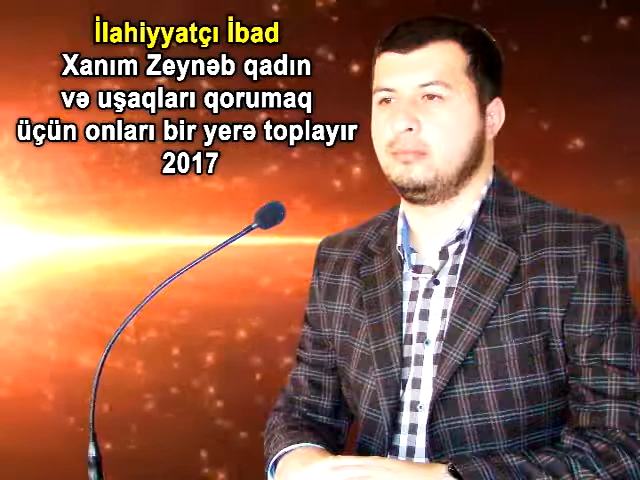 İlahiyyatçı İbad
Xanım Zeynəb qadın
və uşaqları qorumaq
üçün onları bir yerə toplayır
2017